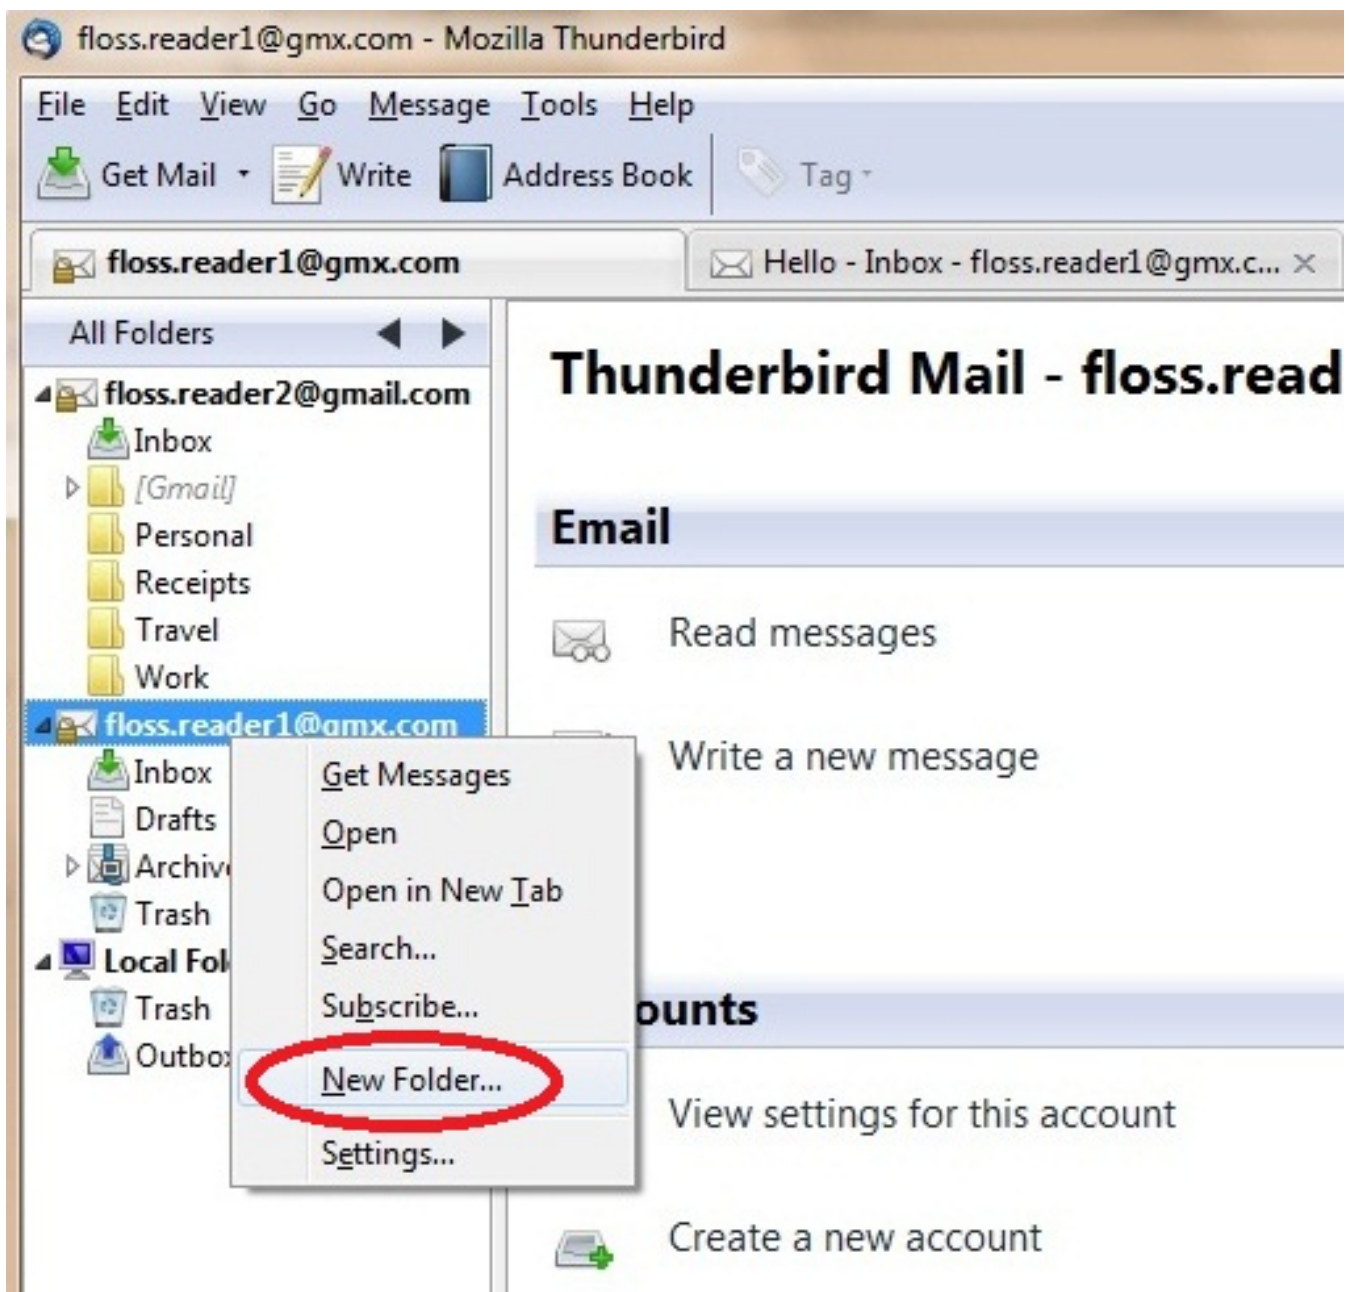 floss.reader1@gmx.com - Mozilla Thunderbird
File Edit View Go Message Tools Help
Get Mail Write Address Book Tag
floss.reader1@gmx.com
Hello - Inbox - floss.reader1@gmx.c...
All Folders
floss.reader2@gmail.com
Inbox
[Gmail]
Personal
Receipts
Travel
Work
floss.reader1@gmx.com
Inbox
Drafts
Archive
Trash
Local Fol
Trash
Outbox
Get Messages
Open
Open in New Tab
Search...
Subscribe...
New Folder...
Settings...
Thunderbird Mail - floss.read
Email
Read messages
Write a new message
ounts
View settings for this account
Create a new account